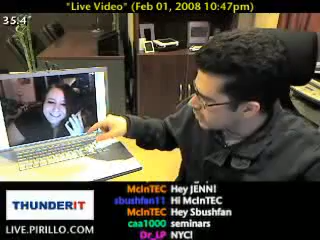 "Live Video" (Feb 01, 2008 10:47pm)
35.4
McInTEC Hey JENN!
sbushfan11 Hi McInTEC
McInTEC Hey Sbushfan
caa1000 seminars
Dr_LP NYC!
THUNDERIT
LIVE.PIRILLO.COM